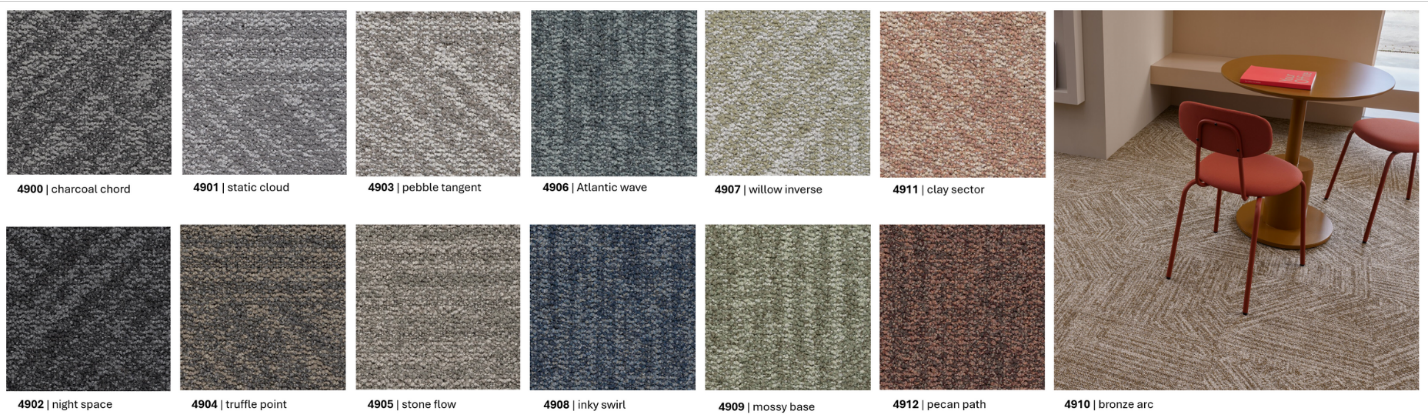 4900 | charcoal chord
4901 | static cloud
4903 | pebble tangent
4906 | Atlantic wave
4907 | willow inverse
4911 | clay sector
4902 | night space
4904 | truffle point
4905 | stone flow
4908 | inky swirl
4909 | mossy base
4912 | pecan path
4910 | bronze arc